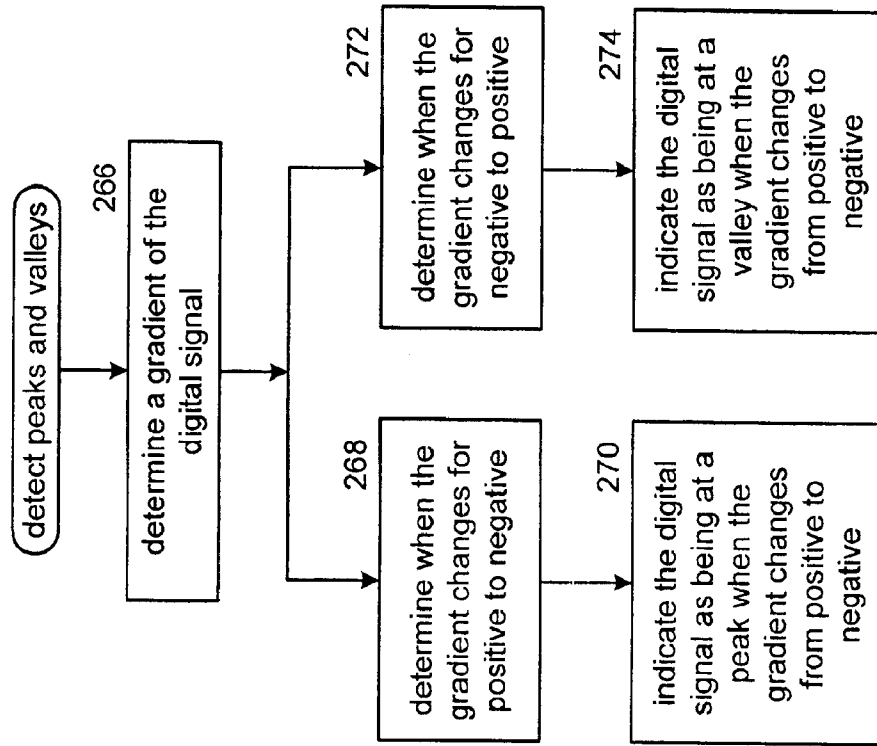 detect peaks and valleys
266
determine a gradient of the
digital signal
268
determine when the
gradient changes for
positive to negative
270
indicate the digital
signal as being at a
peak when the
gradient changes
from positive to
negative
272
determine when the
gradient changes for
negative to positive
274
indicate the digital
signal as being at a
valley when the
gradient changes
from positive to
negative